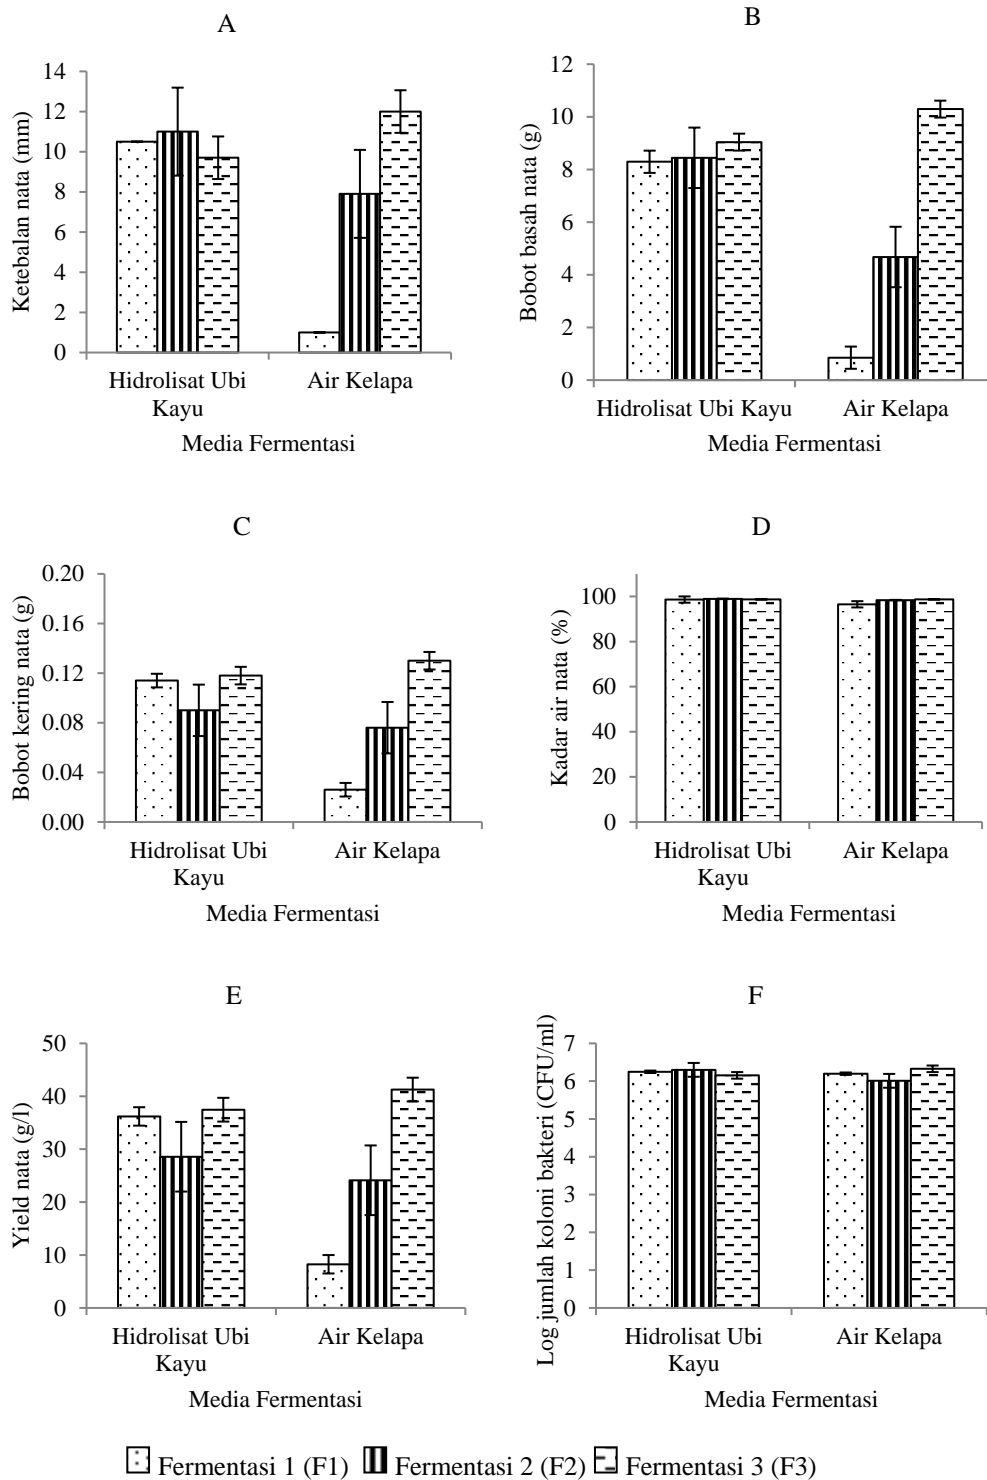 A
Ketebalan nata (mm)
14
12
10
8
6
4
2
0
Hidrolisat Ubi
Kayu
Air Kelapa
Media Fermentasi
B
Bobot basah nata (g)
12
10
8
6
4
2
0
Hidrolisat Ubi Kayu
Air Kelapa
Media Fermentasi
C
Bobot kering nata (g)
0.20
0.16
0.12
0.08
0.04
0.00
Hidrolisat Ubi
Kayu
Air Kelapa
Media Fermentasi
D
Kadar air nata (%)
100
80
60
40
20
0
Hidrolisat Ubi
Kayu
Air Kelapa
Media Fermentasi
E
Yield nata (g/l)
50
40
30
20
10
0
Hidrolisat Ubi
Kayu
Air Kelapa
Media Fermentasi
F
Log jumlah koloni bakteri (CFU/ml)
7
6
5
4
3
2
1
0
Hidrolisat Ubi
Kayu
Air Kelapa
Media Fermentasi
Fermentasi 1 (F1) Fermentasi 2 (F2) Fermentasi 3 (F3)